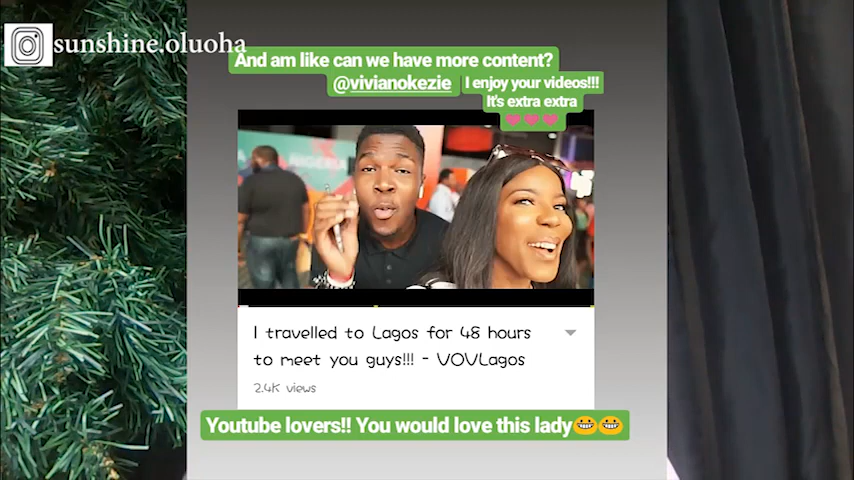 sunshine.oluoha
And am like can we have more content?
@vivianokezie I enjoy your videos!!!
It's extra extra
I travelled to Lagos for 48 hours
to meet you guys!!! - VOVLagos
2.4K views
Youtube lovers!! You would love this lady